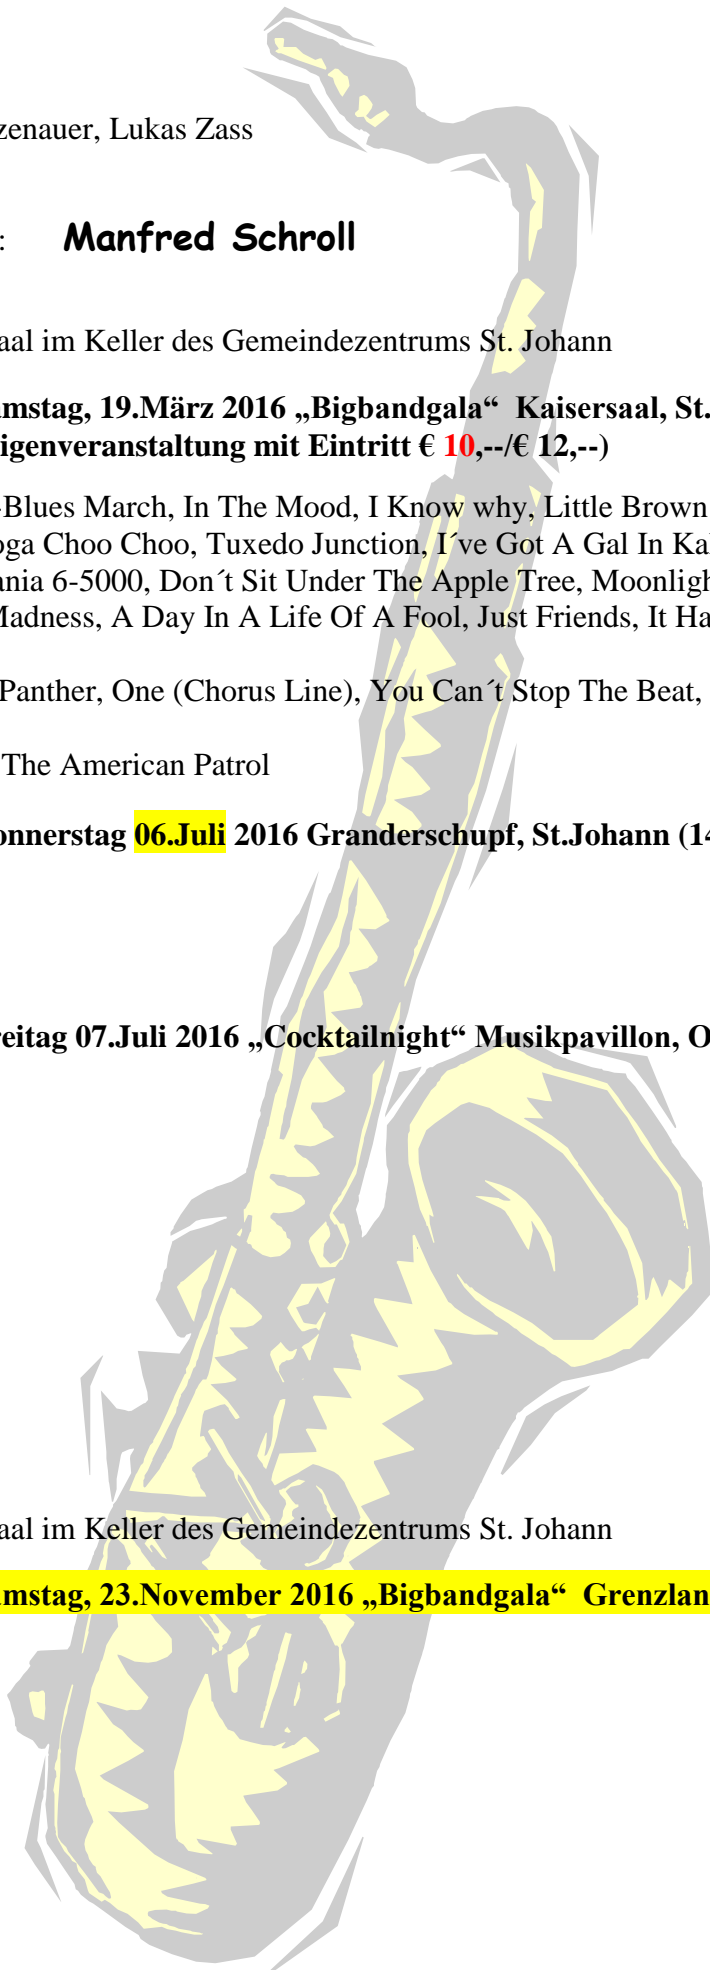 zenauer, Lukas Zass
: Manfred Schroll
aal im Keller des Gemeindezentrums St. Johann
mstag, 19.März 2016 „Bigbandgala“ Kaisersaal, St.
igenveranstaltung mit Eintritt € 10,--/€ 12,--)
-Blues March, In The Mood, I Know why, Little Brown
oga Choo Choo, Tuxedo Junction, I´ve Got A Gal In Kal
ania 6-5000, Don´t Sit Under The Apple Tree, Moonligh
Madness, A Day In A Life Of A Fool, Just Friends, It Ha
Panther, One (Chorus Line), You Can´t Stop The Beat,
The American Patrol
onnerstag 06.Juli 2016 Granderschupf, St.Johann (14
reitag 07.Juli 2016 „Cocktailnight“ Musikpavillon, O
aal im Keller des Gemeindezentrums St. Johann
mstag, 23.November 2016 „Bigbandgala“ Grenzlan